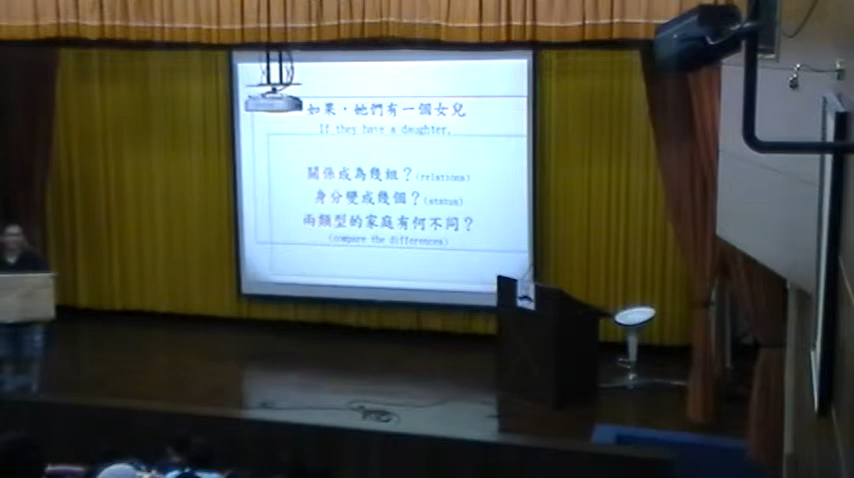 如果，她們有一個女兒
If they have a daughter,
關係成為幾組？(relations)
身分變成幾個？(status)
兩類型的家庭有何不同？
(compare the differences)